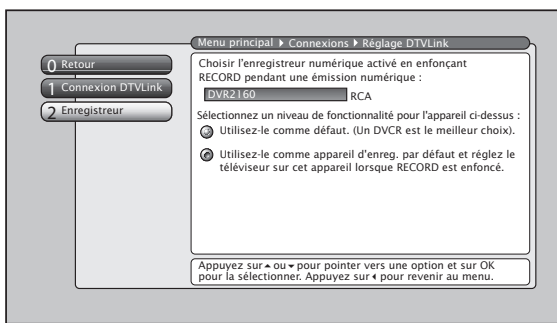 Menu principal ▸ Connexions ▸ Réglage DTVLink
0 Retour
1 Connexion DTVLink
2 Enregistreur
Choisir l'enregistreur numérique activé en enfonçant
RECORD pendant une émission numérique :
DVR2160 RCA
Sélectionnez un niveau de fonctionnalité pour l'appareil ci-dessus :
Utilisez-le comme défaut. (Un DVCR est le meilleur choix).
Utilisez-le comme appareil d'enreg. par défaut et réglez le
téléviseur sur cet appareil lorsque RECORD est enfoncé.
Appuyez sur ▴ ou ▾ pour pointer vers une option et sur OK
pour la sélectionner. Appuyez sur ◂ pour revenir au menu.